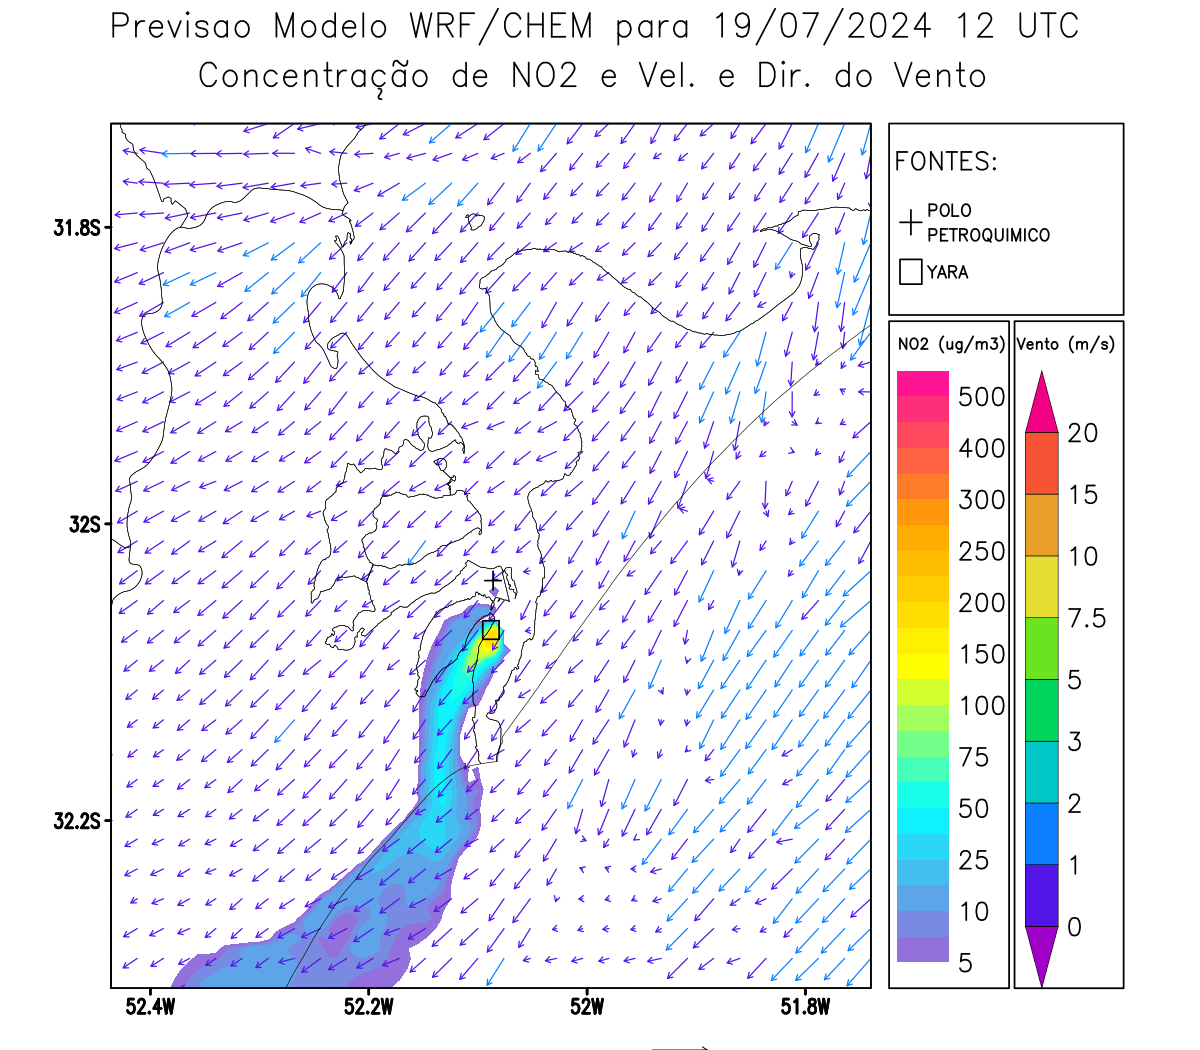 Previsao Modelo WRF/CHEM para 19/07/2024 12 UTC
Concentração de NO2 e Vel. e Dir. do Vento
FONTES:
POLO
PETROQUIMICO
YARA
31.8S
32S
32.2S
52.4W
52.2W
52W
51.8W
NO2 (ug/m3)
500
400
300
250
200
150
100
75
50
25
10
5
Vento (m/s)
20
15
10
7.5
5
3
2
1
0